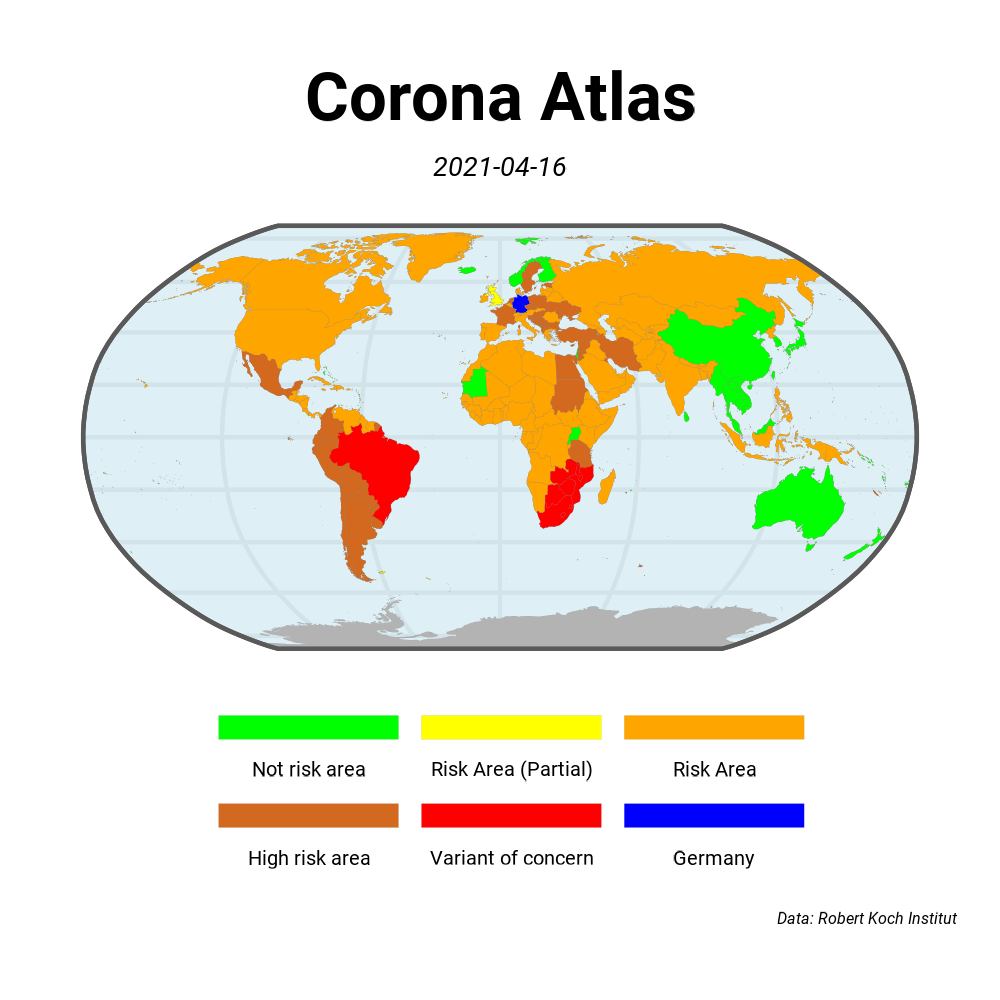 Corona Atlas
2021-04-16
Not risk area
Risk Area (Partial)
Risk Area
High risk area
Variant of concern
Germany
Data: Robert Koch Institut